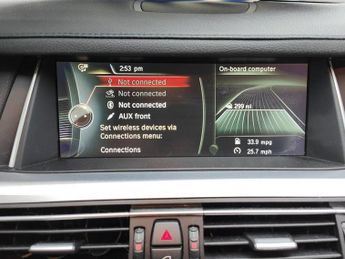 2:53 pm
Not connected
Not connected
Not connected
AUX front
Set wireless devices via
Connections menu:
Connections
On-board computer
299 mi
33.9 mpg
25.7 mph